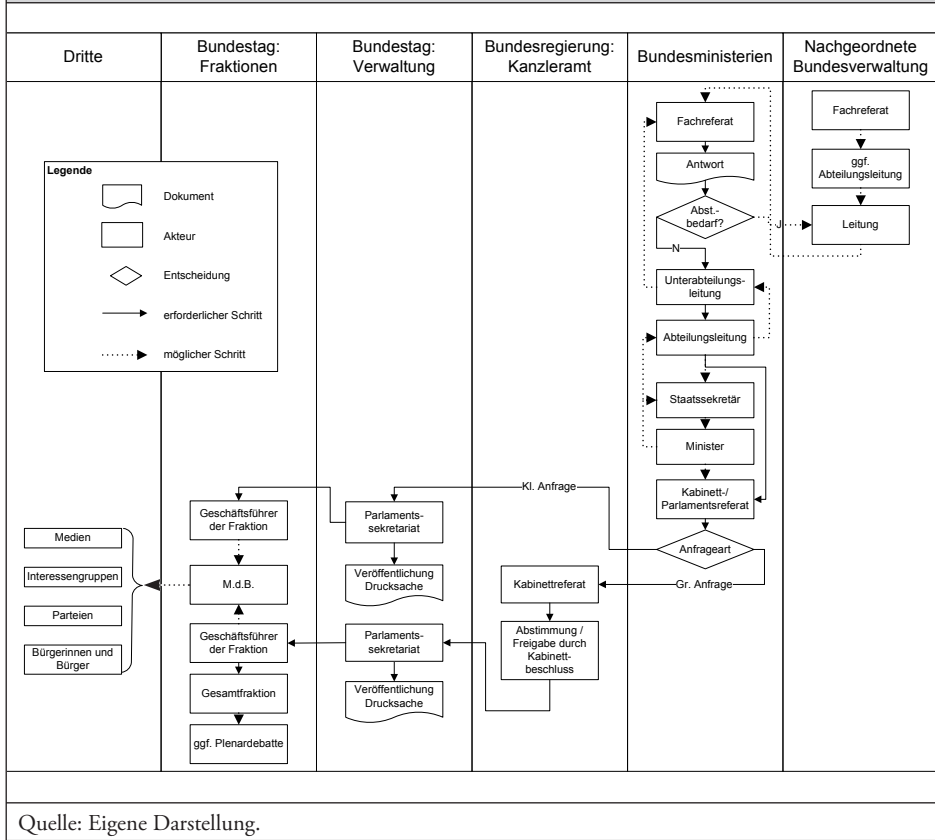 Dritte
Bundestag:
Fraktionen
Bundestag:
Verwaltung
Bundesregierung:
Kanzleramt
Bundesministerien
Nachgeordnete
Bundesverwaltung
Legende
Dokument
Akteur
Entscheidung
erforderlicher Schritt
möglicher Schritt
Medien
Interessengruppen
Parteien
Bürgerinnen und
Bürger
Geschäftsführer
der Fraktion
M.d.B.
Geschäftsführer
der Fraktion
Gesamtfraktion
ggf. Plenardebatte
Parlaments-
sekretariat
Veröffentlichung
Drucksache
Parlaments-
sekretariat
Veröffentlichung
Drucksache
Kl. Anfrage
Kabinettreferat
Abstimmung /
Freigabe durch
Kabinett-
beschluss
Fachreferat
Antwort
Abst.-
bedarf?
J
N
Unterabteilungs-
leitung
Abteilungsleitung
Staatssekretär
Minister
Kabinett-/
Parlamentsreferat
Anfrageart
Gr. Anfrage
Fachreferat
ggf.
Abteilungsleitung
Leitung
Quelle: Eigene Darstellung.